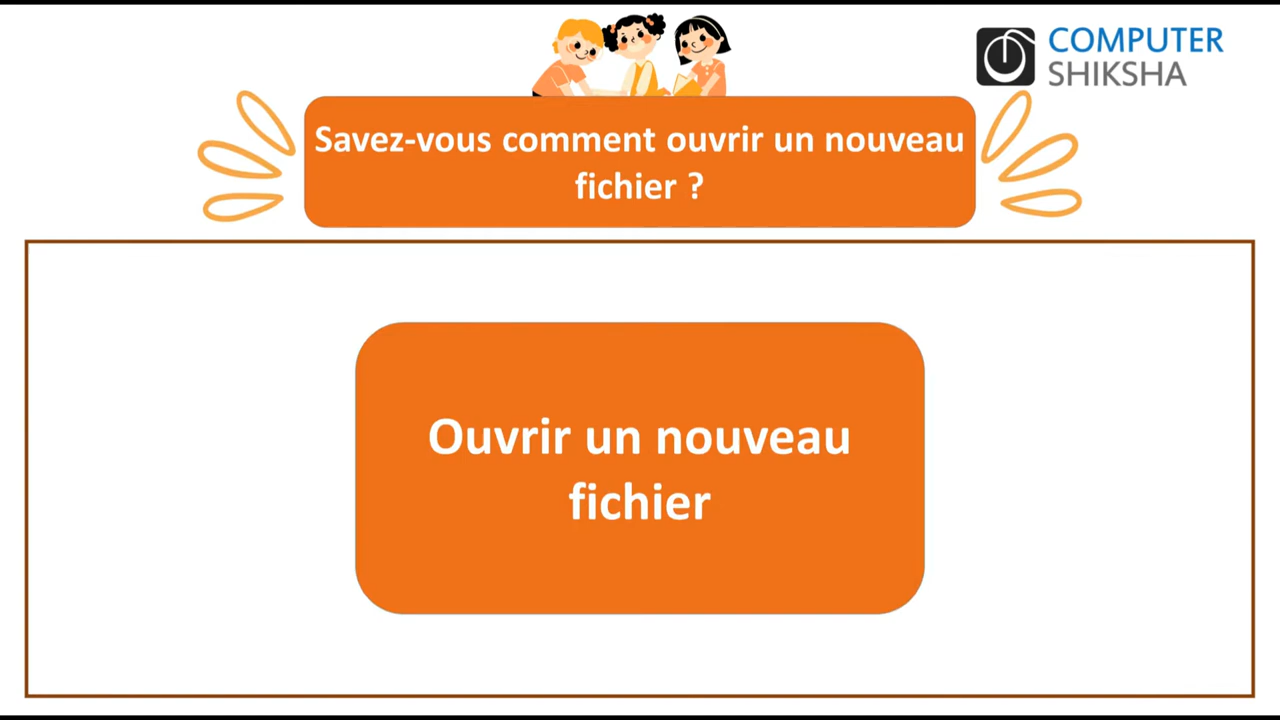 COMPUTER
SHIKSHA
Savez-vous comment ouvrir un nouveau
fichier ?
Ouvrir un nouveau
fichier